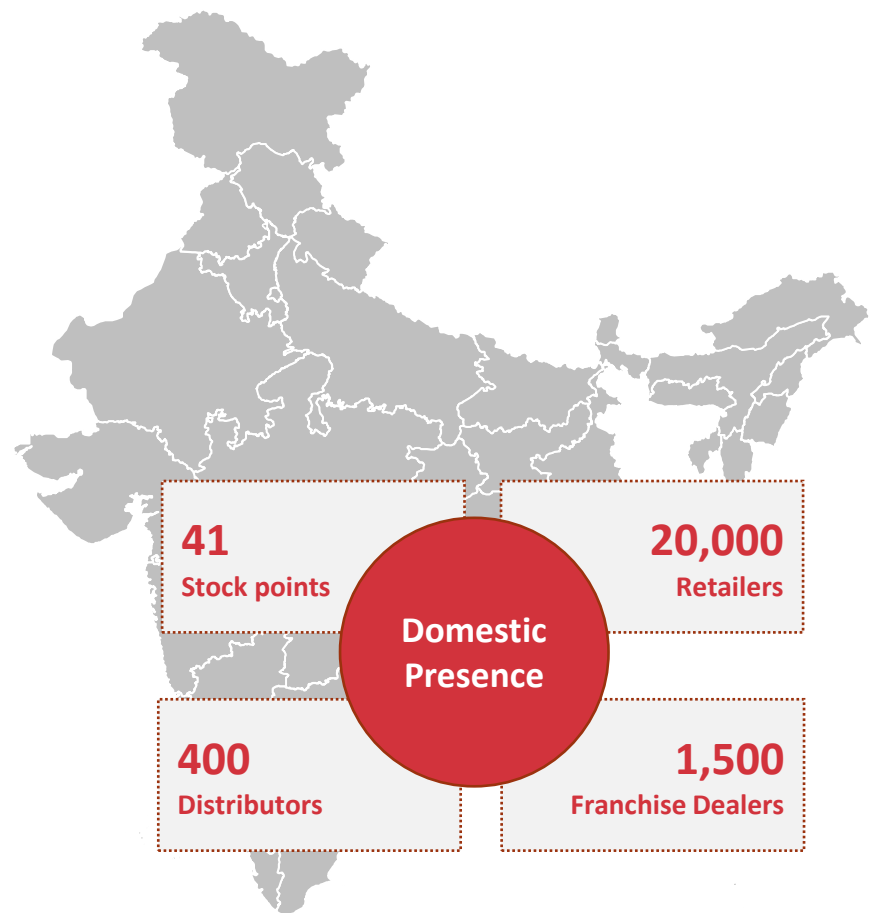 41
Stock points
20,000
Retailers
Domestic
Presence
400
Distributors
1,500
Franchise Dealers